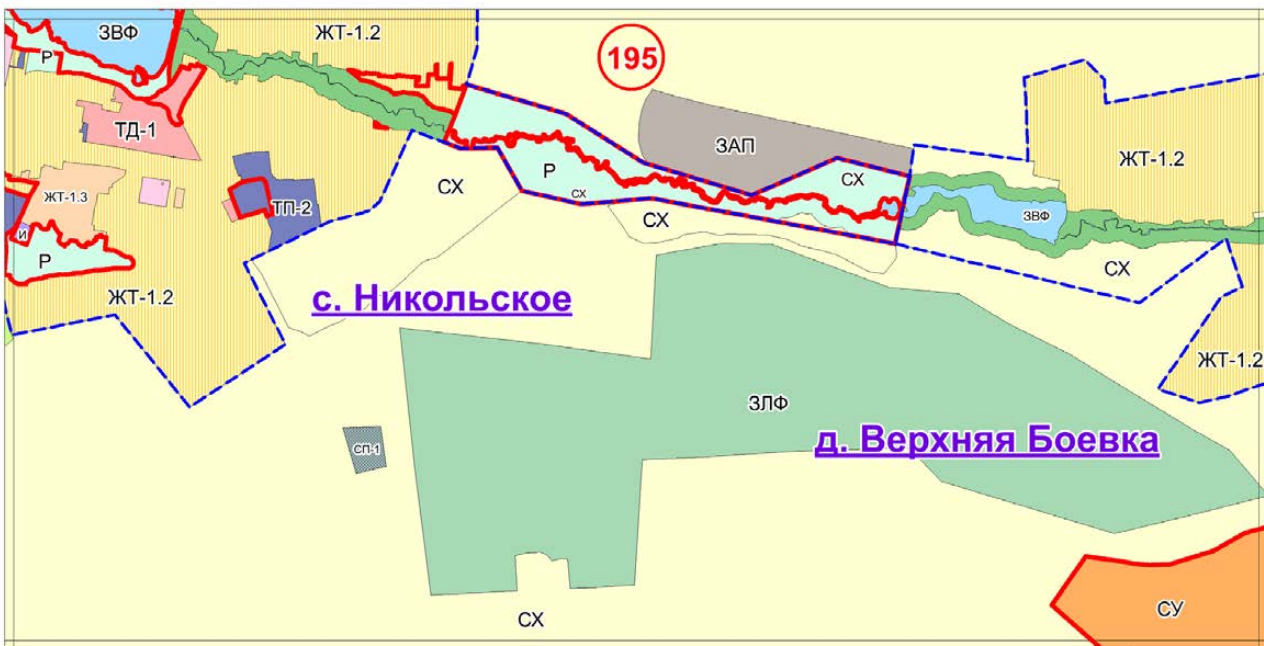 ЗВФ
ЖТ-1.2
195
Р
ТД-1
ЗАП
ЖТ-1.2
СХ
Р
СХ
ЖТ-1.3
СХ
ТП-2
СХ
ЗВФ
И
Р
СХ
ЖТ-1.2
с. Никольское
ЖТ-1.2
ЗЛФ
д. Верхняя Боевка
СП-1
СУ
СХ